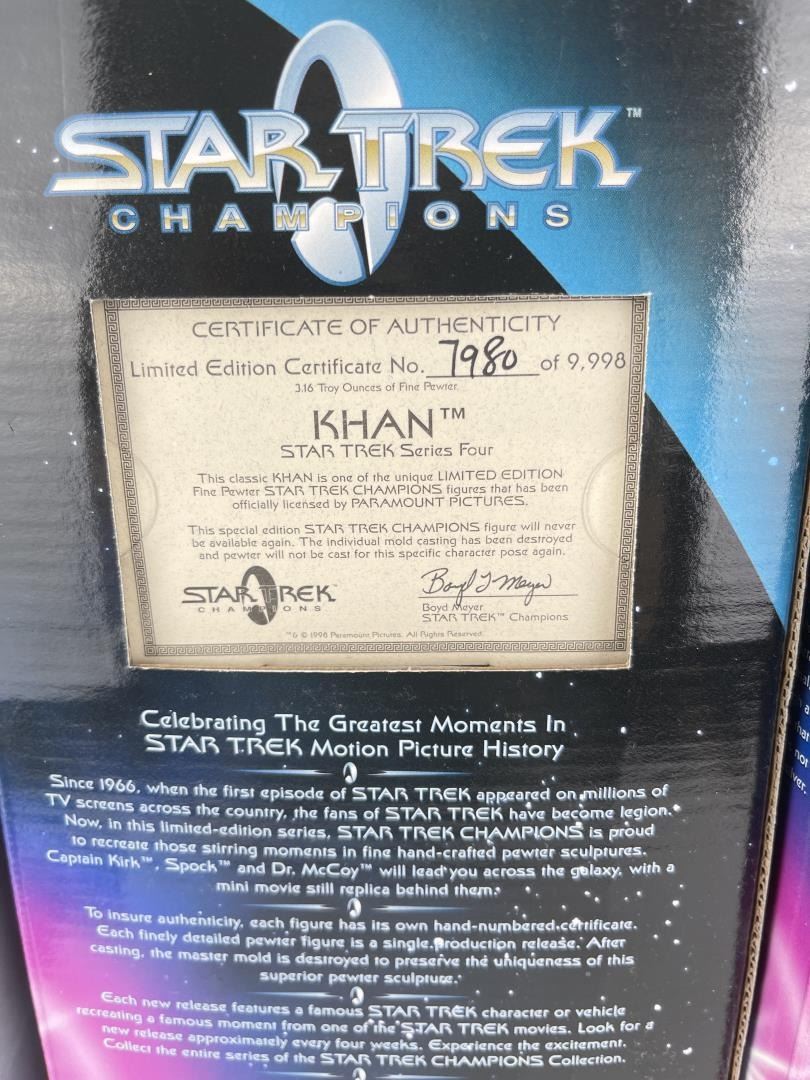 STAR TREK™
CHAMPIONS
CERTIFICATE OF AUTHENTICITY
Limited Edition Certificate No. 7980 of 9,998
3.16 Troy Ounces of Fine Pewter.
KHAN™
STAR TREK Series Four
This classic KHAN is one of the unique LIMITED EDITION
Fine Pewter STAR TREK CHAMPIONS figures that has been
officially licensed by PARAMOUNT PICTURES.
This special edition STAR TREK CHAMPIONS figure will never
be available again. The individual mold casting has been destroyed
and pewter will not be cast for this specific character pose again.
STAR TREK™
CHAMPIONS
Boyd J Meyer
Boyd Meyer
STAR TREK™ Champions
™& © 1998 Paramount Pictures. All Rights Reserved.
Celebrating The Greatest Moments In
STAR TREK Motion Picture History
Since 1966, when the first episode of STAR TREK appeared on millions of
TV screens across the country, the fans of STAR TREK have become legion.
Now, in this limited-edition series, STAR TREK CHAMPIONS is proud
to recreate those stirring moments in fine hand-crafted pewter sculptures.
Captain Kirk™, Spock™ and Dr. McCoy™ will lead you across the galaxy, with a
mini movie still replica behind them.
To insure authenticity, each figure has its own hand-numbered certificate.
Each finely detailed pewter figure is a single production release. After
casting, the master mold is destroyed to preserve the uniqueness of this
superior pewter sculpture.
Each new release features a famous STAR TREK character or vehicle
recreating a famous moment from one of the STAR TREK movies. Look for a
new release approximately every four weeks. Experience the excitement.
Collect the entire series of the STAR TREK CHAMPIONS Collection.